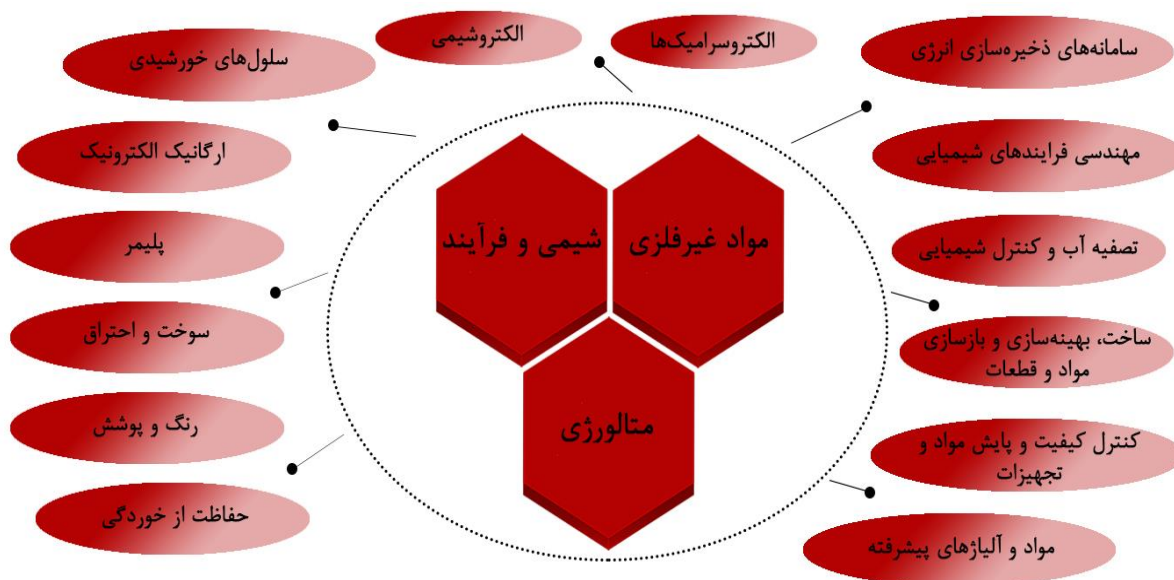 الکتروسرامیک‌ها
الکتروشیمی
سامانه‌های ذخیره‌سازی انرژی
سلول‌های خورشیدی
مهندسی فرایندهای شیمیایی
ارگانیک الکترونیک
تصفیه آب و کنترل شیمیایی
پلیمر
مواد غیرفلزی
شیمی و فرآیند
ساخت، بهینه‌سازی و بازسازی
مواد و قطعات
سوخت و احتراق
متالورژی
کنترل کیفیت و پایش مواد و
تجهیزات
رنگ و پوشش
مواد و آلیاژهای پیشرفته
حفاظت از خوردگی